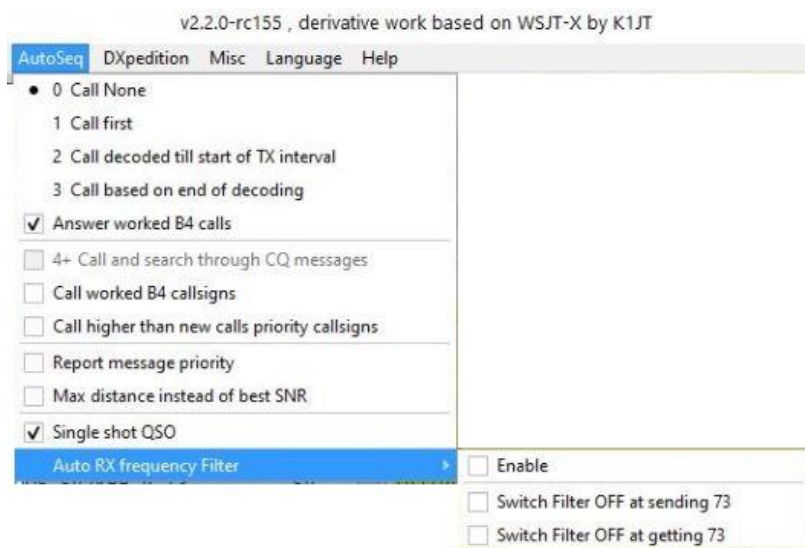 v2.2.0-rc155 , derivative work based on WSJT-X by K1JT
AutoSeq DXpedition Misc Language Help
0 Call None
1 Call first
2 Call decoded till start of TX interval
3 Call based on end of decoding
Answer worked B4 calls
4+ Call and search through CQ messages
Call worked B4 callsigns
Call higher than new calls priority callsigns
Report message priority
Max distance instead of best SNR
Single shot QSO
Auto RX frequency Filter
Enable
Switch Filter OFF at sending 73
Switch Filter OFF at getting 73